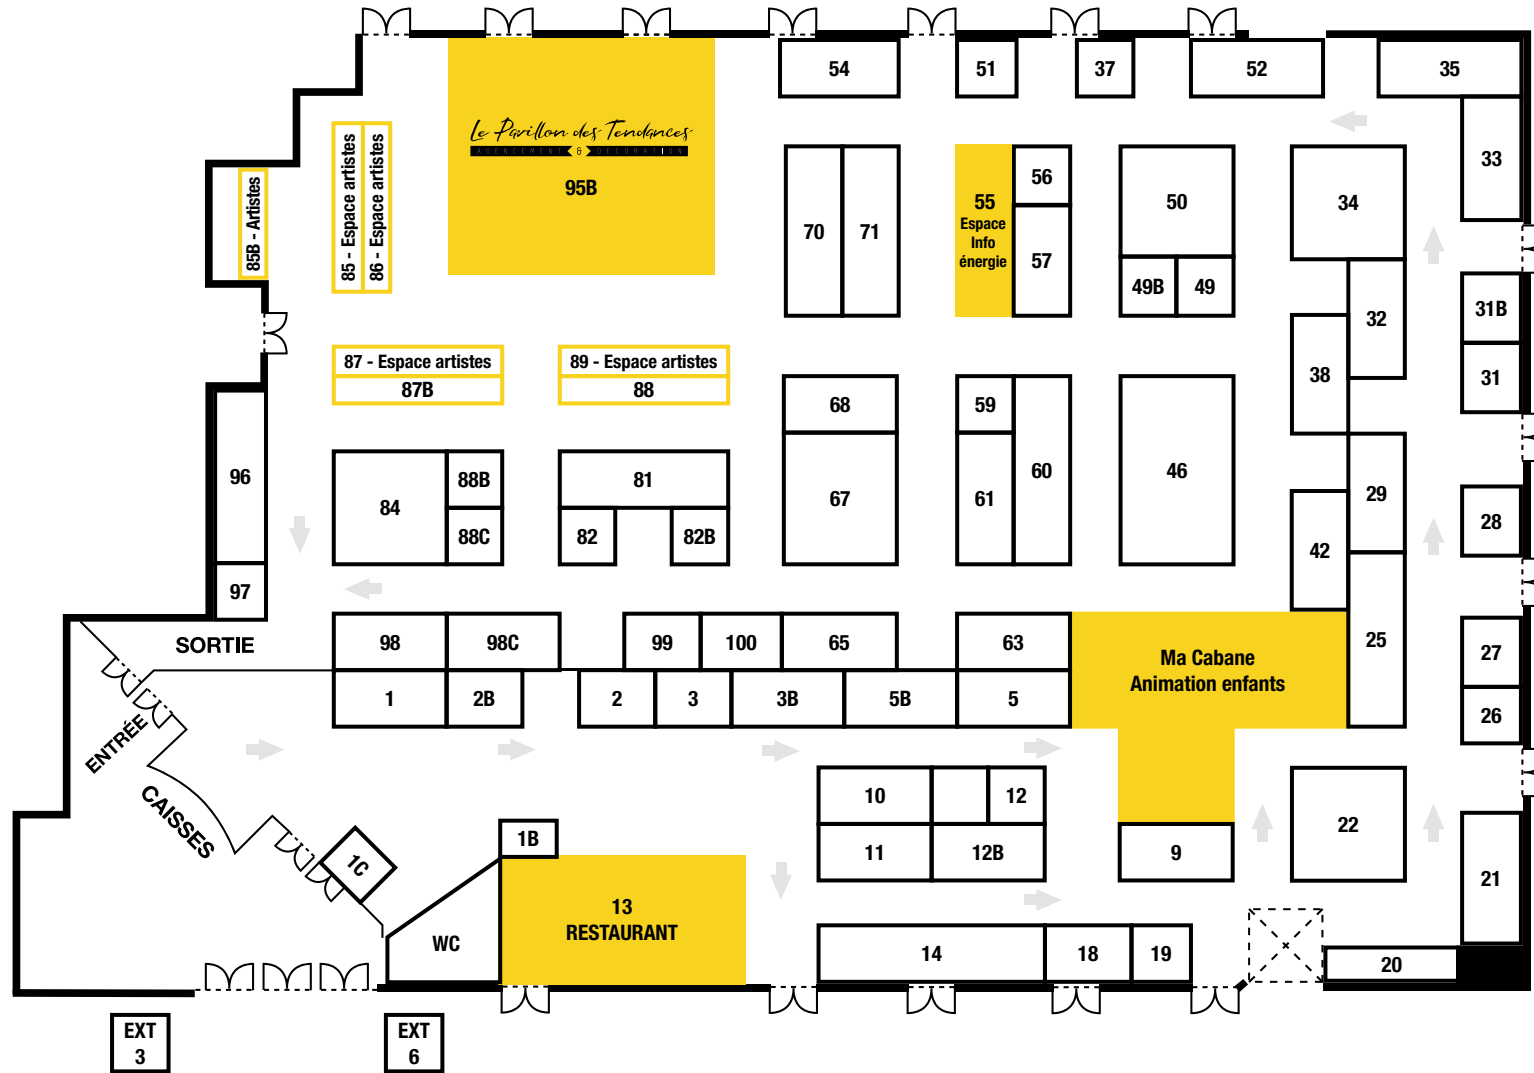 54
51
37
52
35
Le Pavillon des Tendances
AGENCEMENT & DÉCORATION
95B
85B - Artistes
85 - Espace artistes
86 - Espace artistes
70
71
55
Espace
Info
énergie
56
57
50
49B
49
34
33
32
38
31B
31
87 - Espace artistes
87B
89 - Espace artistes
88
68
67
59
61
60
46
29
42
28
96
97
84
88B
88C
81
82
82B
SORTIE
98
98C
99
100
65
63
Ma Cabane
Animation enfants
25
27
26
1
2B
2
3
3B
5B
5
ENTRÉE
CAISSES
1C
1B
10
12
11
12B
9
22
21
WC
13
RESTAURANT
14
18
19
20
EXT
3
EXT
6